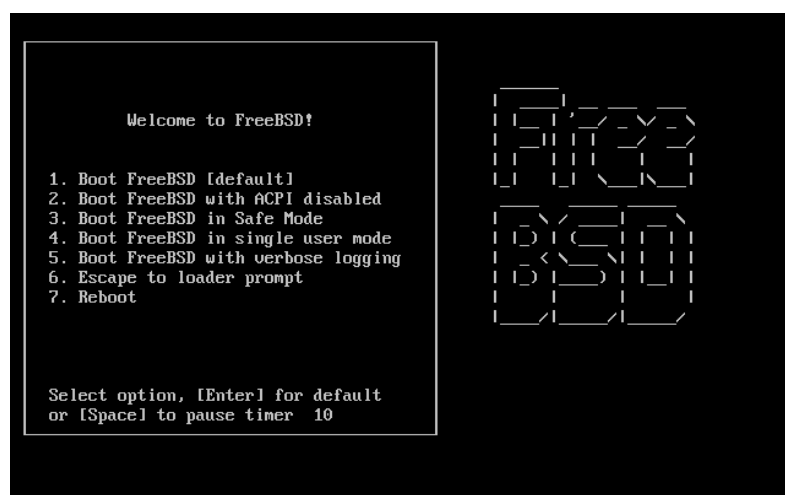 Welcome to FreeBSD!
1. Boot FreeBSD [default]
2. Boot FreeBSD with ACPI disabled
3. Boot FreeBSD in Safe Mode
4. Boot FreeBSD in single user mode
5. Boot FreeBSD with verbose logging
6. Escape to loader prompt
7. Reboot
Select option, [Enter] for default
or [Space] to pause timer  10
Free
BSD